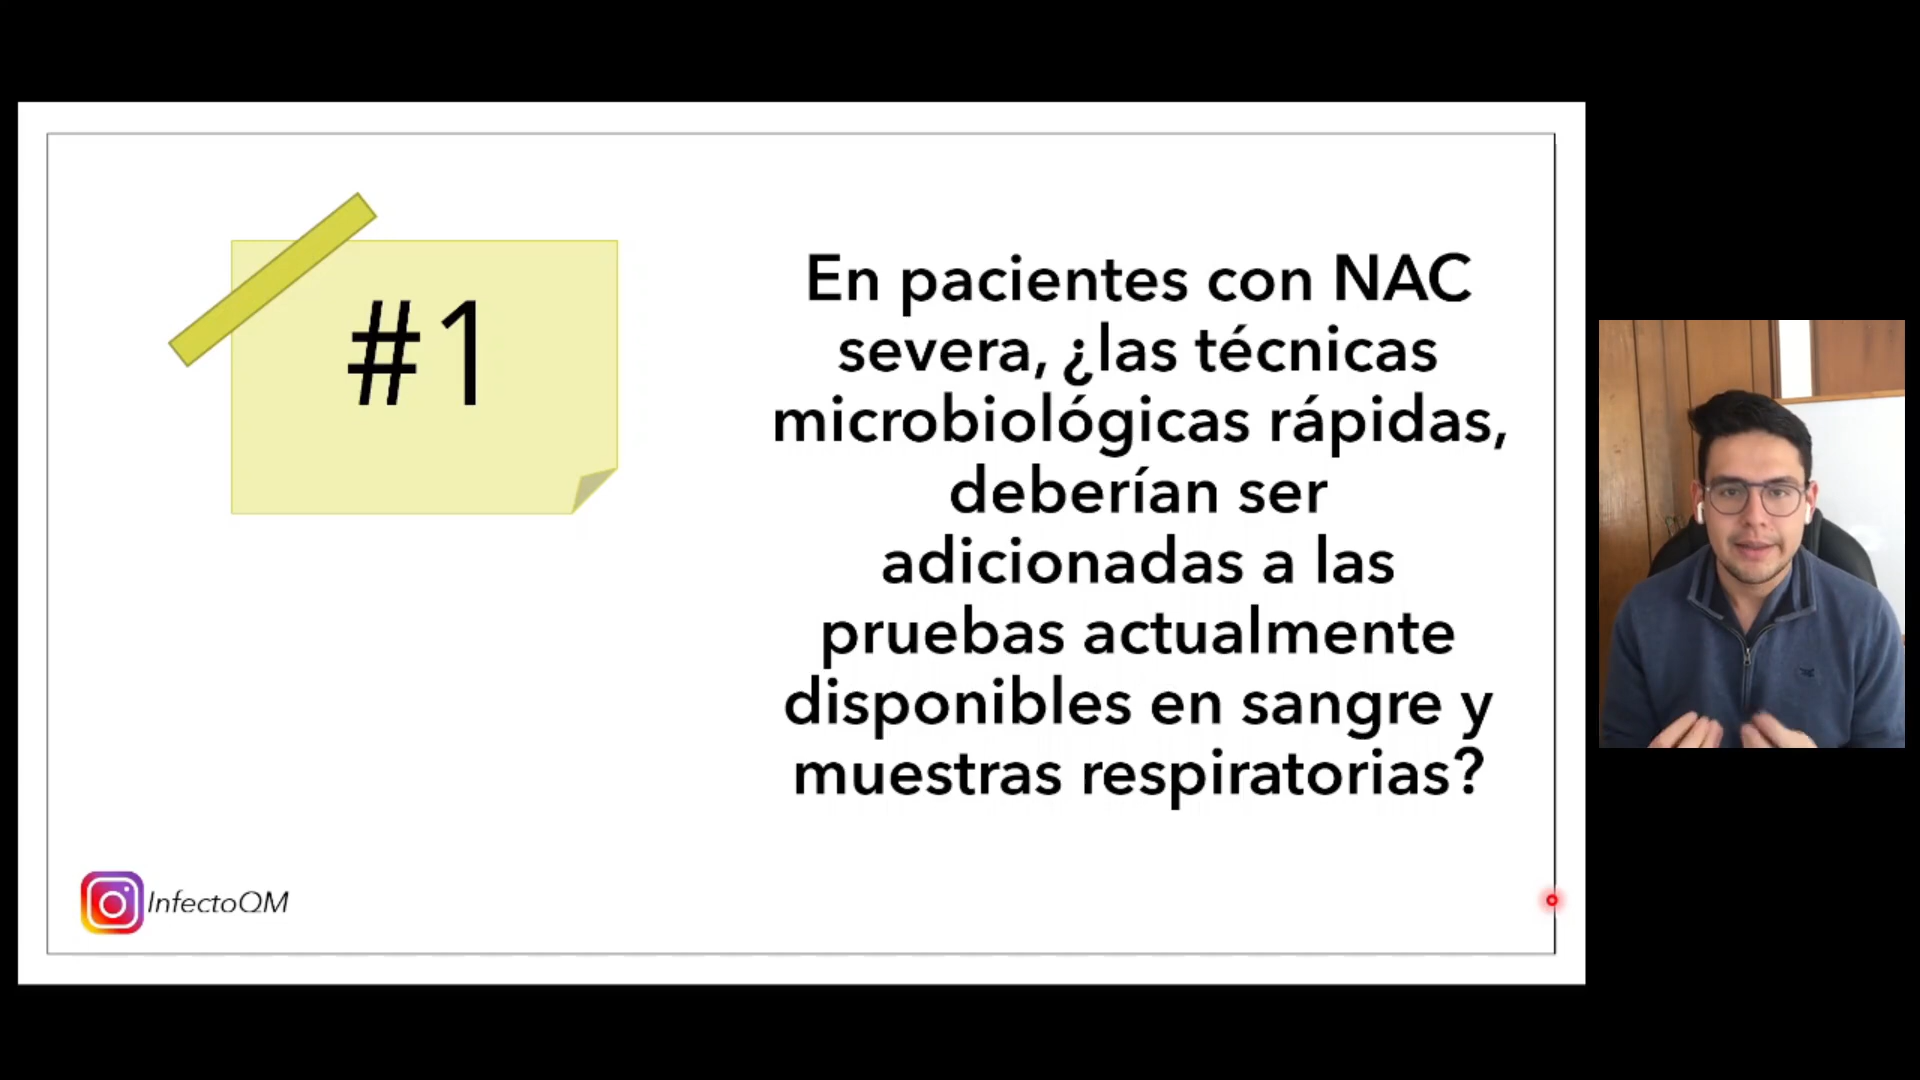 #1
En pacientes con NAC
severa, ¿las técnicas
microbiológicas rápidas,
deberían ser
adicionadas a las
pruebas actualmente
disponibles en sangre y
muestras respiratorias?
InfectoQM